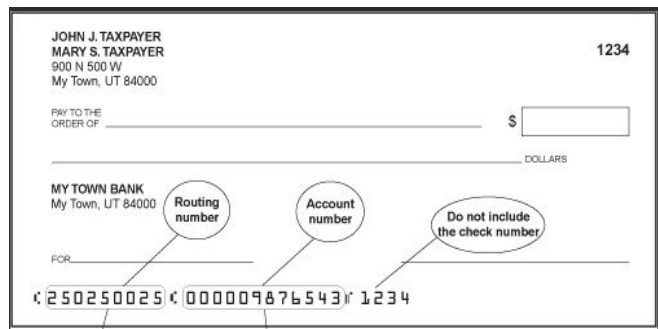 JOHN J. TAXPAYER
MARY S. TAXPAYER
1234
900 N 500 W
My Town, UT 84000
PAY TO THE
ORDER OF
$
DOLLARS
MY TOWN BANK
My Town, UT 84000
Routing
number
Account
number
Do not include
the check number
FOR
⑆250250025⑆000009876543⑈1234